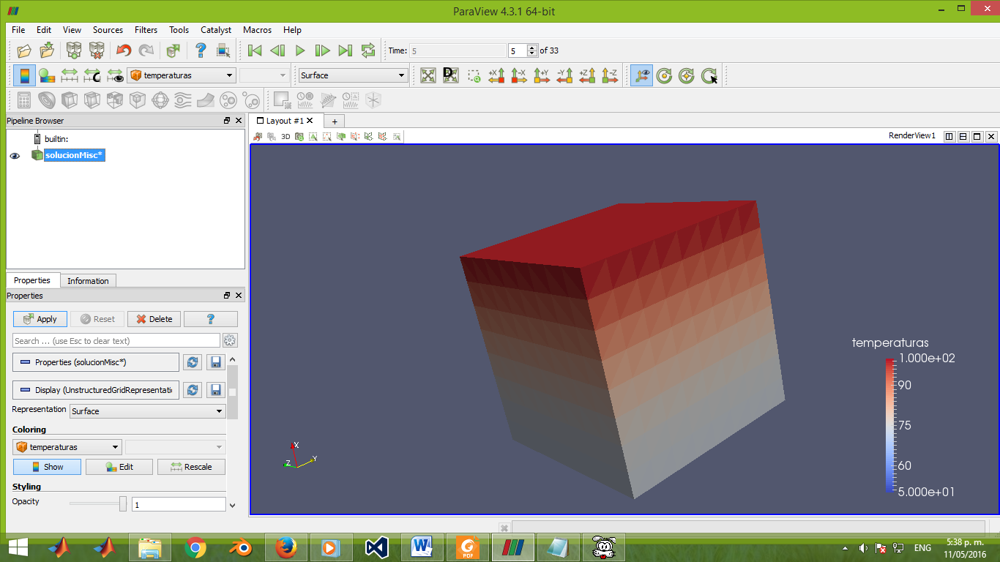 ParaView 4.3.1 64-bit
File Edit View Sources Filters Tools Catalyst Macros Help
Time: 5 5 of 33
temperaturas Surface +X -X +Y -Y +Z -Z
Pipeline Browser
Layout #1
builtin:
3D
RenderView1
solucionMisc*
Properties Information
Properties
Apply Reset Delete
Search ... (use Esc to clear text)
Properties (solucionMisc*)
Display (UnstructuredGridRepresentatio
Representation Surface
Coloring
temperaturas
Show Edit Rescale
Styling
Opacity 1
X
Y
Z
temperaturas
1.000e+02
90
75
60
5.000e+01
PDF
ENG
5:38 p. m.
11/05/2016